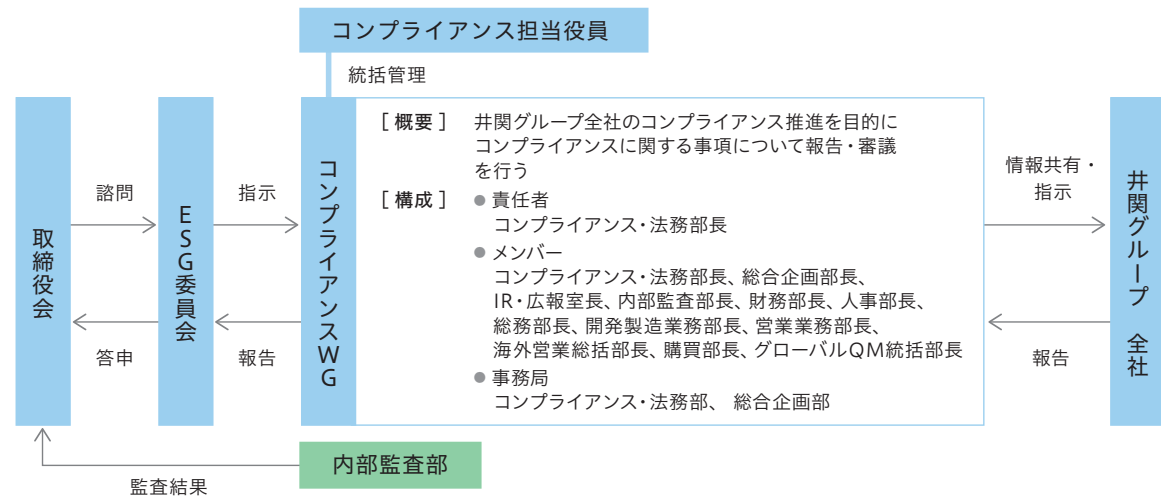 コンプライアンス担当役員
統括管理
取締役会
諮問
答申
ESG委員会
指示
報告
コンプライアンスWG
[ 概要 ] 井関グループ全社のコンプライアンス推進を目的に
コンプライアンスに関する事項について報告・審議
を行う
[ 構成 ] ● 責任者
コンプライアンス・法務部長
● メンバー
コンプライアンス・法務部長、総合企画部長、
IR・広報室長、内部監査部長、財務部長、人事部長、
総務部長、開発製造業務部長、営業業務部長、
海外営業総括部長、購買部長、グローバルQM統括部長
● 事務局
コンプライアンス・法務部、 総合企画部
情報共有・
指示
報告
井関グループ 全社
内部監査部
監査結果